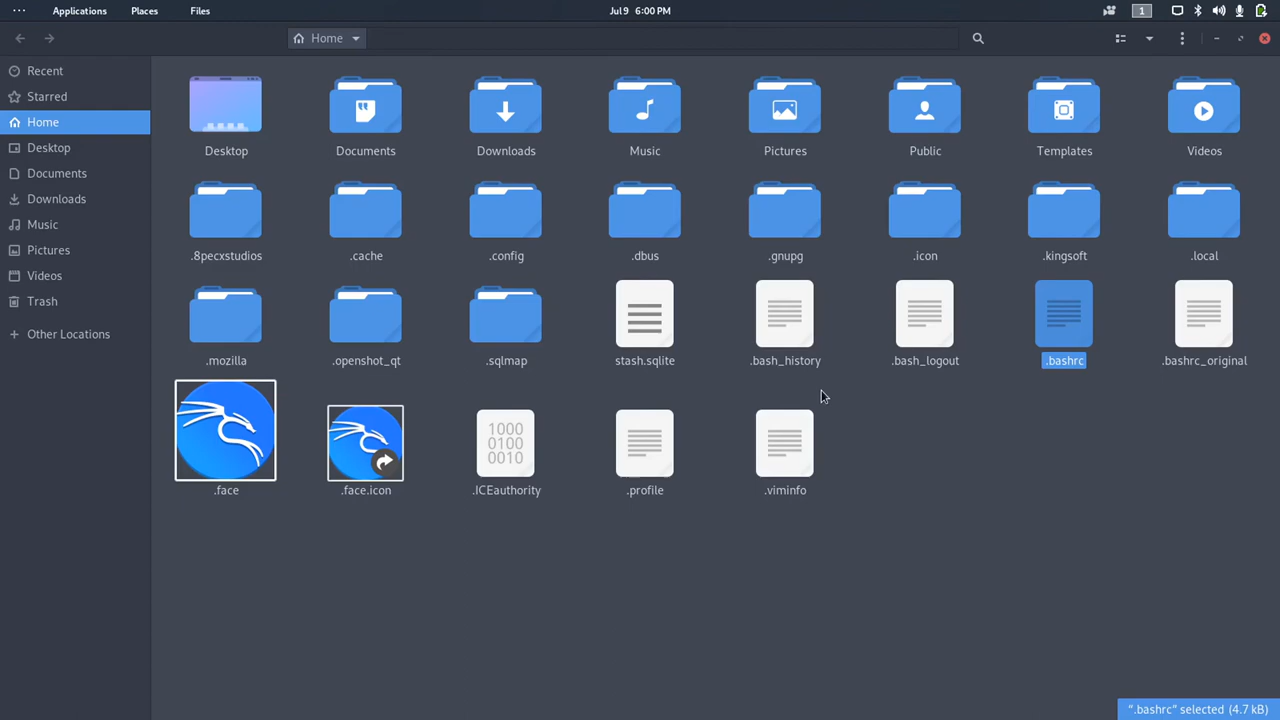 Applications Places Files Jul 9 6:00 PM 1
Home
Recent
Starred
Home
Desktop
Documents
Downloads
Music
Pictures
Videos
Trash
Other Locations
Desktop Documents Downloads Music Pictures Public Templates Videos
.8pecxstudios .cache .config .dbus .gnupg .icon .kingsoft .local
.mozilla .openshot_qt .sqlmap stash.sqlite .bash_history .bash_logout .bashrc .bashrc_original
1000
0100
0010
.face .face.icon .ICEauthority .profile .viminfo
“.bashrc” selected (4.7 kB)